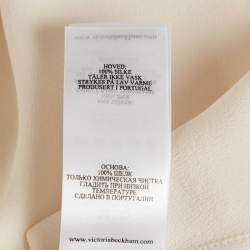 HOVED:
100% SILKE
TÅLER IKKE VASK
STRYKES PÅ LAV VARME
PRODUSERT I PORTUGAL
ОСНОВА:
100% ШЕЛК
ТОЛЬКО ХИМИЧЕСКАЯ ЧИСТКА
ГЛАДИТЬ ПРИ НИЗКОЙ
ТЕМПЕРАТУРЕ
СДЕЛАНО В ПОРТУГАЛИИ
www.victoriabeckham.com